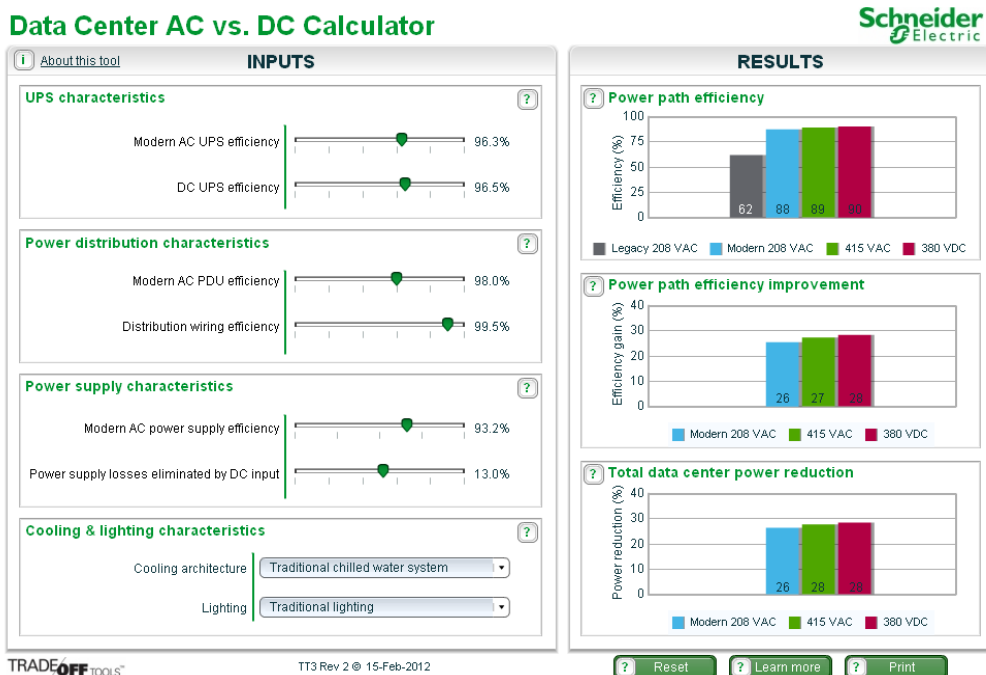 Data Center AC vs. DC Calculator
Schneider
Electric
i About this tool
INPUTS
UPS characteristics
?
Modern AC UPS efficiency
96.3%
DC UPS efficiency
96.5%
Power distribution characteristics
?
Modern AC PDU efficiency
98.0%
Distribution wiring efficiency
99.5%
Power supply characteristics
?
Modern AC power supply efficiency
93.2%
Power supply losses eliminated by DC input
13.0%
Cooling & lighting characteristics
?
Cooling architecture
Traditional chilled water system
Lighting
Traditional lighting
RESULTS
? Power path efficiency
Efficiency (%)
100
75
50
25
0
62 88 89 90
Legacy 208 VAC Modern 208 VAC 415 VAC 380 VDC
? Power path efficiency improvement
Efficiency gain (%)
40
30
20
10
0
26 27 28
Modern 208 VAC 415 VAC 380 VDC
? Total data center power reduction
Power reduction (%)
40
30
20
10
0
26 28 28
Modern 208 VAC 415 VAC 380 VDC
TRADE OFF TOOLS™
TT3 Rev 2 © 15-Feb-2012
? Reset
? Learn more
? Print